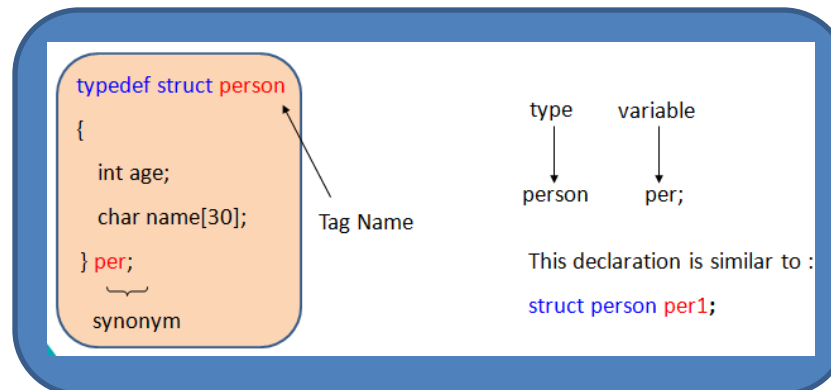 typedef struct person
{
int age;
char name[30];
} per;
synonym
Tag Name
type variable
person per;
This declaration is similar to :
struct person per1;